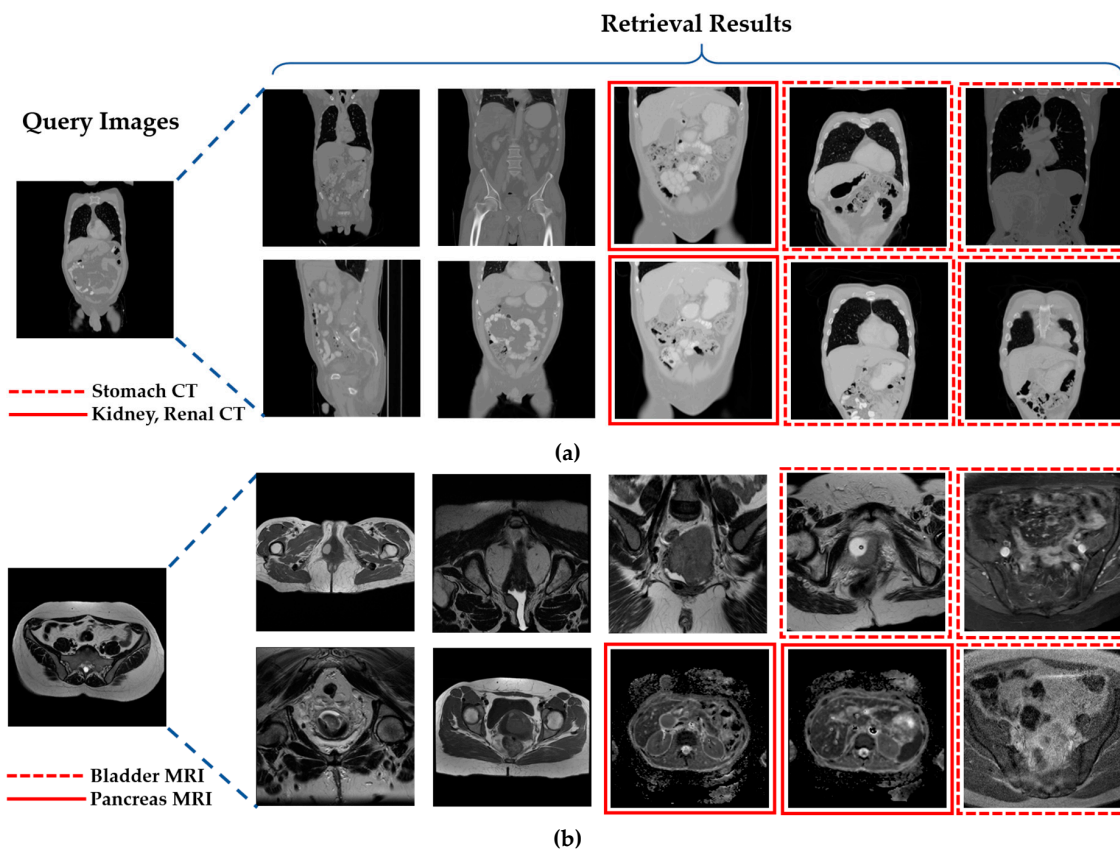 Retrieval Results
Query Images
Stomach CT
Kidney, Renal CT
(a)
Bladder MRI
Pancreas MRI
(b)